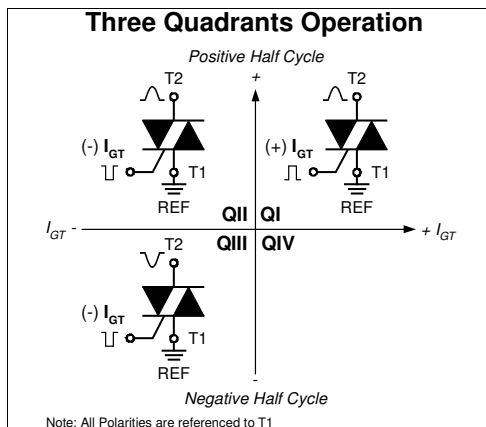 Three Quadrants Operation
Positive Half Cycle
+
T2
T2
(-) IGT
(+) IGT
T1
T1
REF
REF
QII QI
IGT -
+ IGT
QIII QIV
T2
(-) IGT
T1
REF
-
Negative Half Cycle
Note: All Polarities are referenced to T1